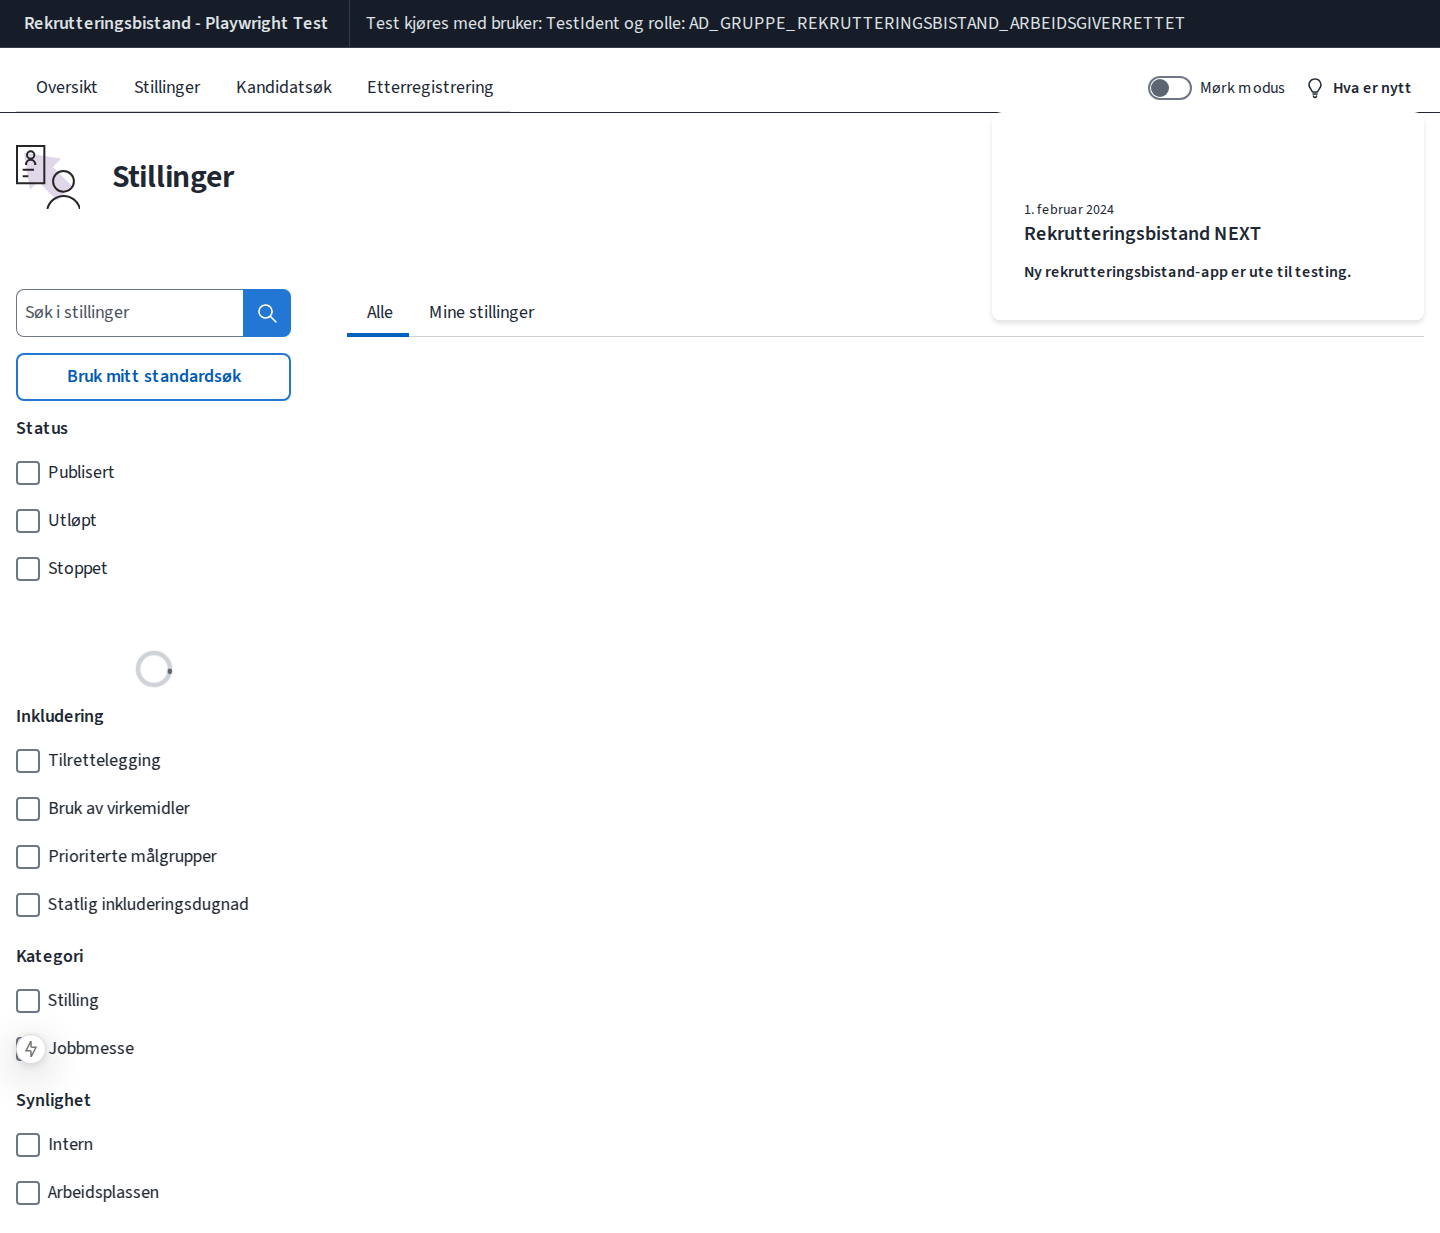 Rekrutteringsbistand - Playwright Test
Test kjøres med bruker: TestIdent og rolle: AD_GRUPPE_REKRUTTERINGSBISTAND_ARBEIDSGIVERRETTET
Oversikt
Stillinger
Kandidatsøk
Etterregistrering
Mørk modus
Hva er nytt
Stillinger
1. februar 2024
Rekrutteringsbistand NEXT
Ny rekrutteringsbistand-app er ute til testing.
Søk i stillinger
Alle
Mine stillinger
Bruk mitt standardsøk
Status
Publisert
Utløpt
Stoppet
Inkludering
Tilrettelegging
Bruk av virkemidler
Prioriterte målgrupper
Statlig inkluderingsdugnad
Kategori
Stilling
Jobbmesse
Synlighet
Intern
Arbeidsplassen